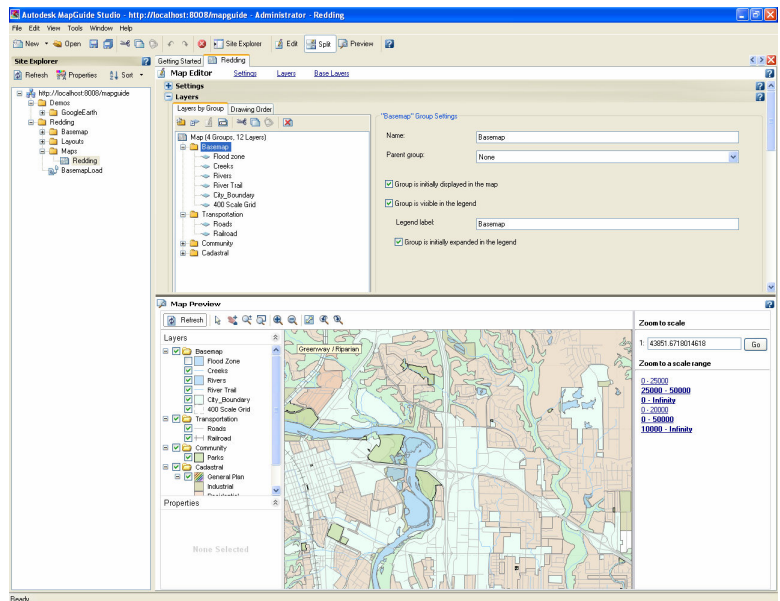 Autodesk MapGuide Studio - http://localhost:8008/mapguide - Administrator - Redding
File Edit View Tools Window Help
New Open Site Explorer Edit Split Preview
Site Explorer
Refresh Properties Sort
http://localhost:8008/mapguide
Demos
GoogleEarth
Redding
Basemap
Layouts
Maps
Redding
BasemapLoad
Getting Started Redding
Map Editor Settings Layers Base Layers
Settings
Layers
Layers by Group Drawing Order
Map (4 Groups, 12 Layers)
Basemap
Flood zone
Creeks
Rivers
River Trail
City_Boundary
400 Scale Grid
Transportation
Roads
Railroad
Community
Cadastral
"Basemap" Group Settings
Name: Basemap
Parent group: None
Group is initially displayed in the map
Group is visible in the legend
Legend label: Basemap
Group is initially expanded in the legend
Map Preview
Refresh
Layers
Basemap
Flood Zone
Creeks
Rivers
River Trail
City_Boundary
400 Scale Grid
Transportation
Roads
Railroad
Community
Parks
Cadastral
General Plan
Industrial
Properties
None Selected
Greenway / Riparian
Zoom to scale
1: 43851.6718014618 Go
Zoom to a scale range
0 - 25000
25000 - 50000
0 - Infinity
0 - 20000
0 - 50000
10000 - Infinity
Ready